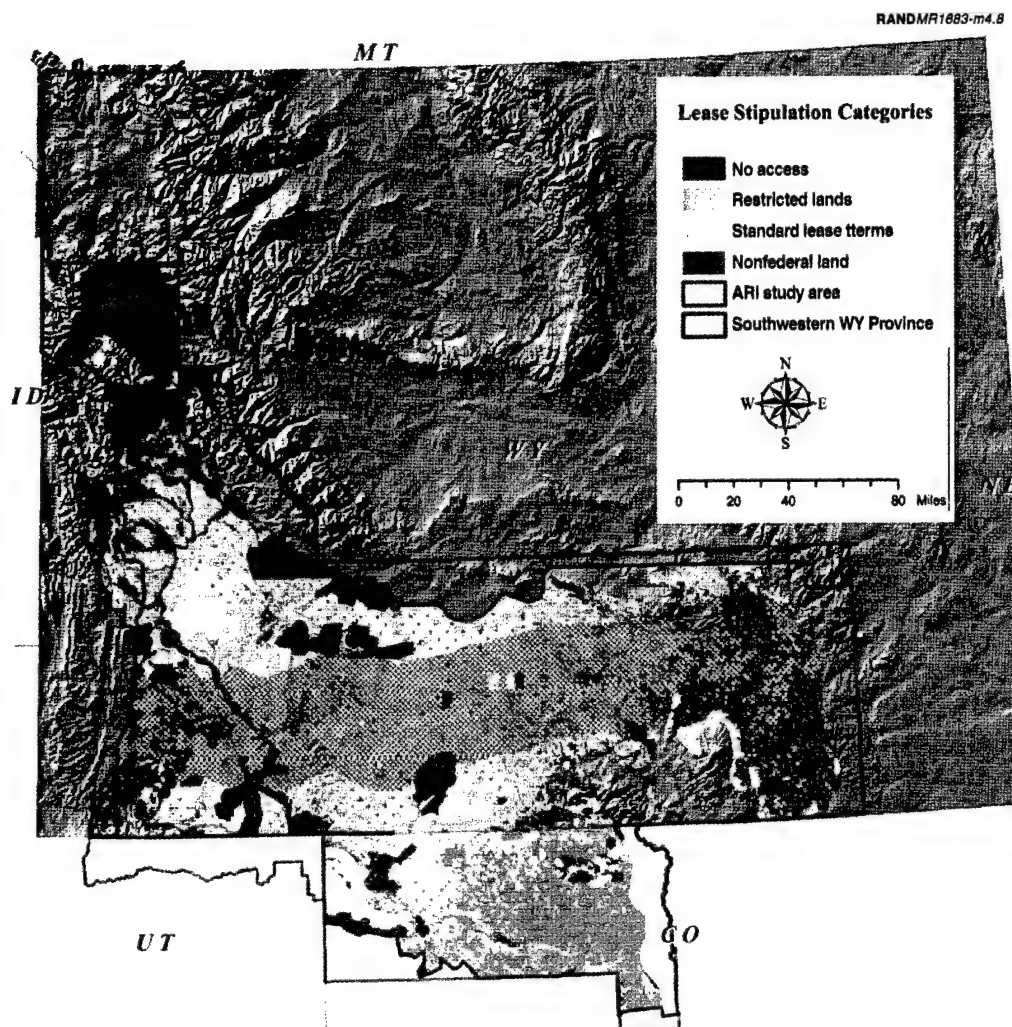 RANDMR1683-m4.8
MT
Lease Stipulation Categories
No access
Restricted lands
Standard lease tterms
Nonfederal land
ARI study area
Southwestern WY Province
N
W E
S
0 20 40 80 Miles
ID
WY
UT
CO